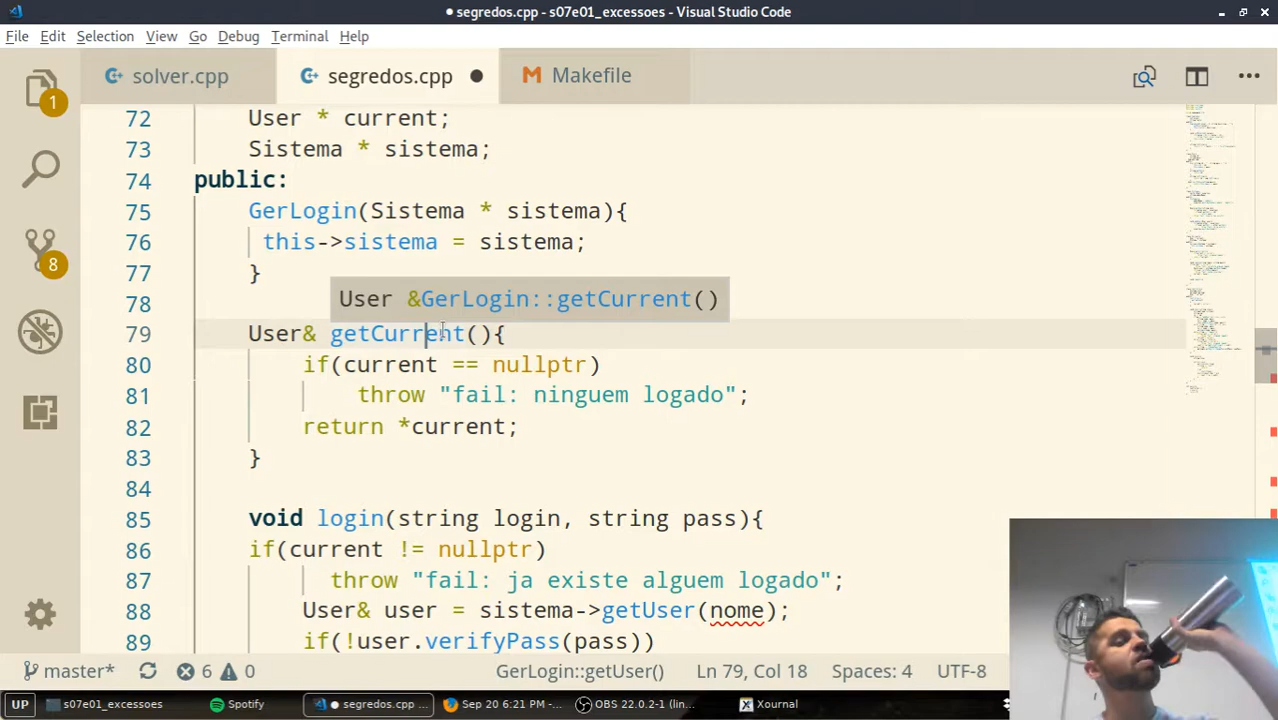 segredos.cpp - s07e01_excessoes - Visual Studio Code
File Edit Selection View Go Debug Terminal Help
solver.cpp segredos.cpp Makefile
72 User * current;
73 Sistema * sistema;
74 public:
75 GerLogin(Sistema * sistema){
76 this->sistema = sistema;
77 }
78 User &GerLogin::getCurrent()
79 User& getCurrent(){
80 if(current == nullptr)
81 throw "fail: ninguem logado";
82 return *current;
83 }
84
85 void login(string login, string pass){
86 if(current != nullptr)
87 throw "fail: ja existe alguem logado";
88 User& user = sistema->getUser(nome);
89 if(!user.verifyPass(pass))
1
8
master* 6 0 GerLogin::getUser() Ln 79, Col 18 Spaces: 4 UTF-8
UP s07e01_excessoes Spotify segredos.cpp ... Sep 20 6:21 PM-... OBS 22.0.2-1 (lin... Xournal